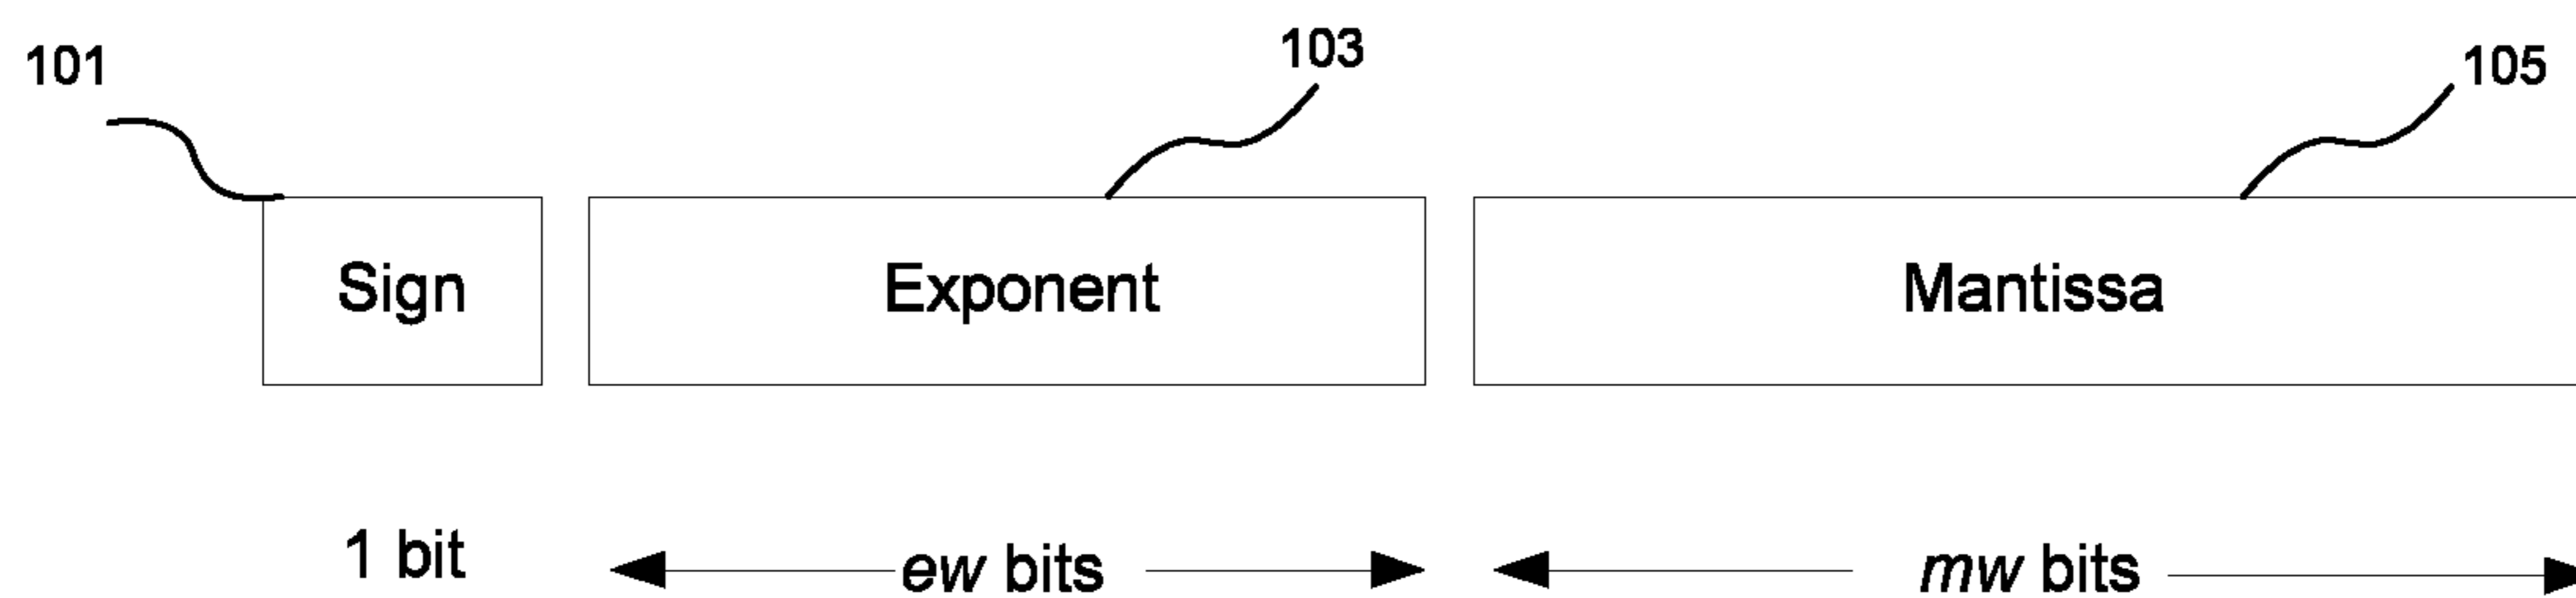 101 103 105
Sign Exponent Mantissa
1 bit ew bits mw bits